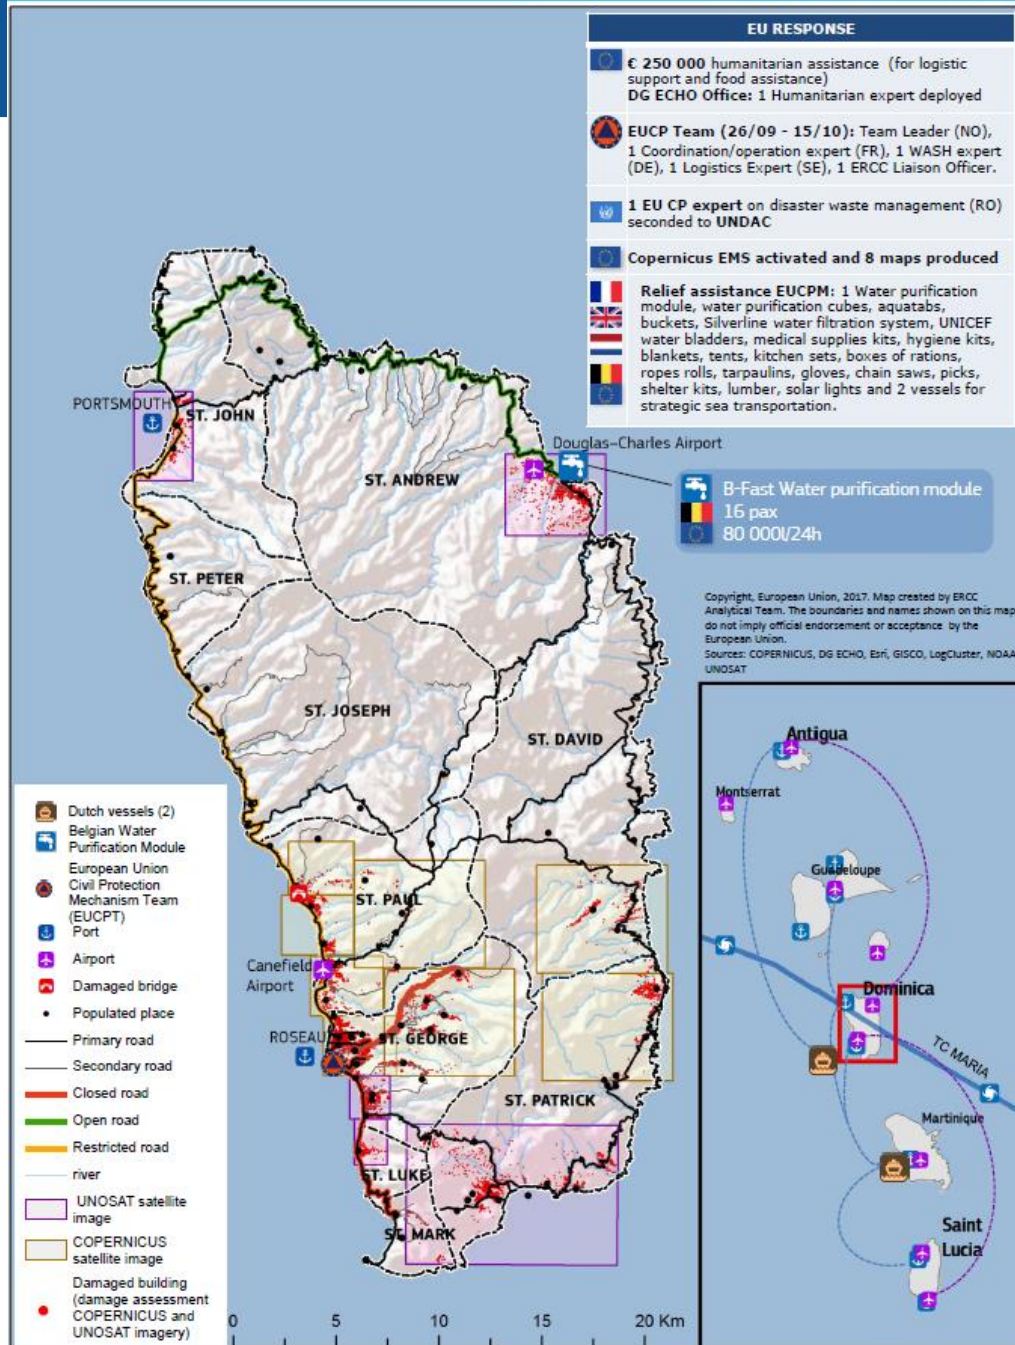 EU RESPONSE
€ 250 000 humanitarian assistance (for logistic
support and food assistance)
DG ECHO Office: 1 Humanitarian expert deployed
EUCP Team (26/09 - 15/10): Team Leader (NO),
1 Coordination/operation expert (FR), 1 WASH expert
(DE), 1 Logistics Expert (SE), 1 ERCC Liaison Officer.
1 EU CP expert on disaster waste management (RO)
seconded to UNDAC
Copernicus EMS activated and 8 maps produced
Relief assistance EUCPM: 1 Water purification
module, water purification cubes, aquatabs,
buckets, Silverline water filtration system, UNICEF
water bladders, medical supplies kits, hygiene kits,
blankets, tents, kitchen sets, boxes of rations,
ropes rolls, tarpaulins, gloves, chain saws, picks,
shelter kits, lumber, solar lights and 2 vessels for
strategic sea transportation.
PORTSMOUTH
ST. JOHN
Douglas-Charles Airport
ST. ANDREW
B-Fast Water purification module
16 pax
80 000l/24h
ST. PETER
Copyright, European Union, 2017. Map created by ERCC
Analytical Team. The boundaries and names shown on this map
do not imply official endorsement or acceptance by the
European Union.
Sources: COPERNICUS, DG ECHO, Esri, GISCO, LogCluster, NOAA
UNOSAT
ST. JOSEPH
ST. DAVID
ST. PAUL
Canefield
Airport
ROSEAU
ST. GEORGE
ST. PATRICK
ST. LUKE
ST. MARK
Antigua
Montserrat
Guadeloupe
Dominica
TC MARIA
Martinique
Saint
Lucia
Dutch vessels (2)
Belgian Water
Purification Module
European Union
Civil Protection
Mechanism Team
(EUCPT)
Port
Airport
Damaged bridge
Populated place
Primary road
Secondary road
Closed road
Open road
Restricted road
river
UNOSAT satellite
image
COPERNICUS
satellite image
Damaged building
(damage assessment
COPERNICUS and
UNOSAT imagery)
0 5 10 15 20 Km